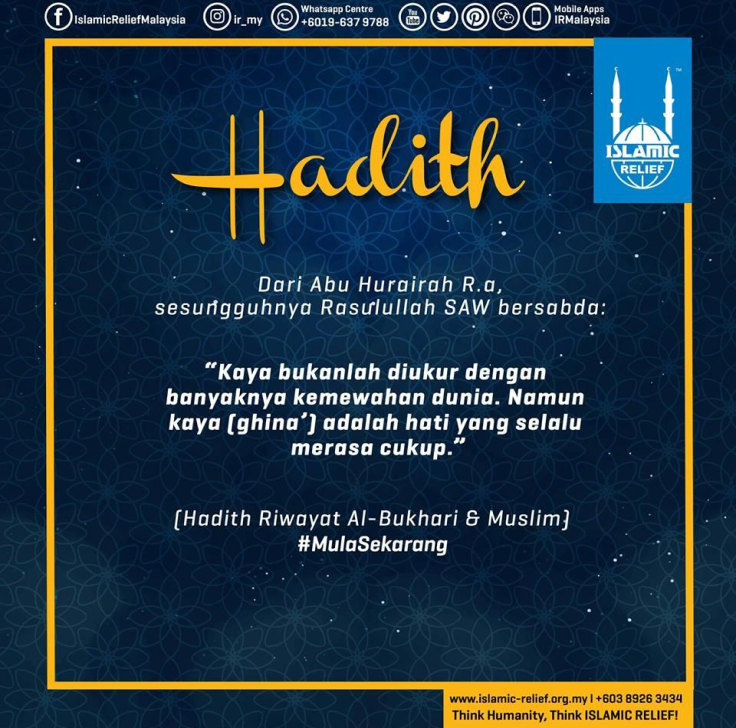 IslamicReliefMalaysia
ir_my
Whatsapp Centre
+6019-637 9788
You
Tube
Mobile Apps
IRMalaysia
Hadith
ISLAMIC
RELIEF
Dari Abu Hurairah R.a,
sesungguhnya Rasulullah SAW bersabda:
“Kaya bukanlah diukur dengan
banyaknya kemewahan dunia. Namun
kaya (ghina’) adalah hati yang selalu
merasa cukup.”
(Hadith Riwayat Al-Bukhari & Muslim)
#MulaSekarang
www.islamic-relief.org.my | +603 8926 3434
Think Humanity, Think ISLAMIC RELIEF!